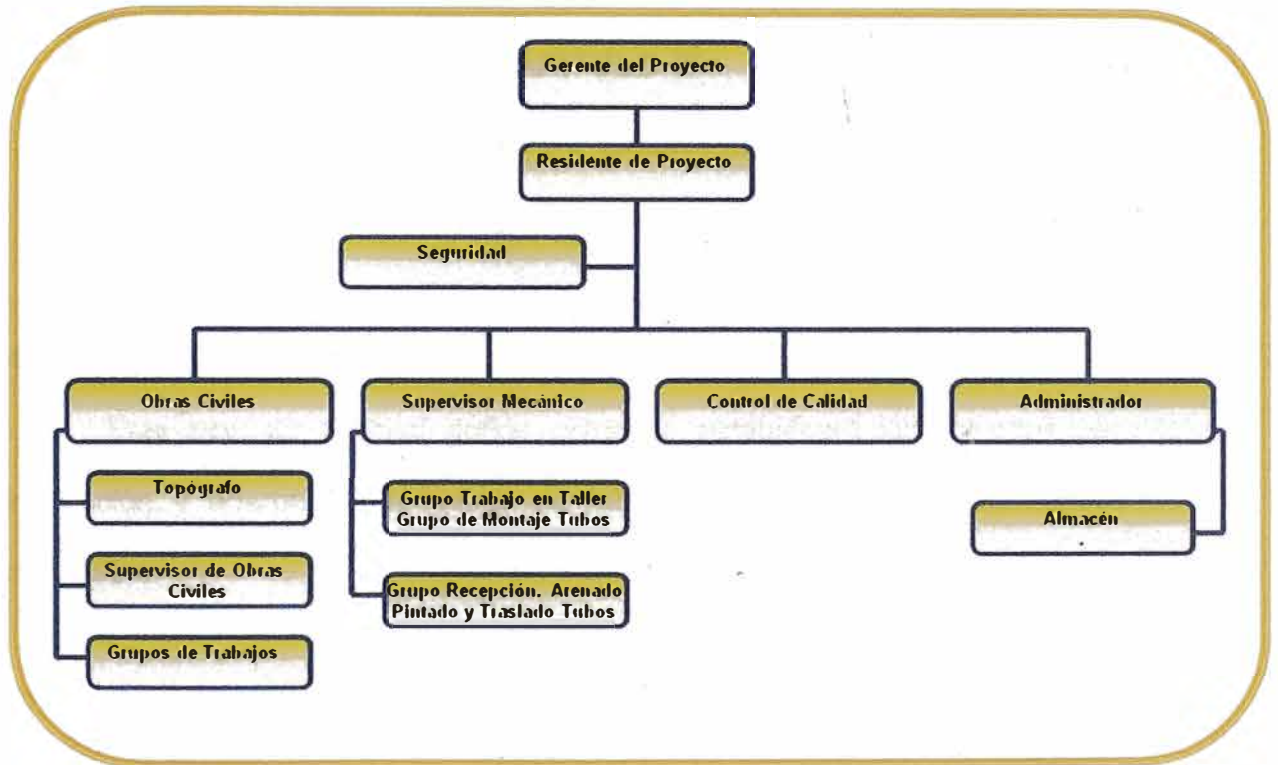 Gerente del Proyecto
Residente de Proyecto
Seguridad
Obras Civiles
Supervisor Mecánico
Control de Calidad
Administrador
Topógrafo
Supervisor de Obras
Civiles
Grupos de Trabajos
Grupo Trabajo en Taller
Grupo de Montaje Tubos
Grupo Recepción. Arenado
Pintado y Traslado Tubos
Almacén